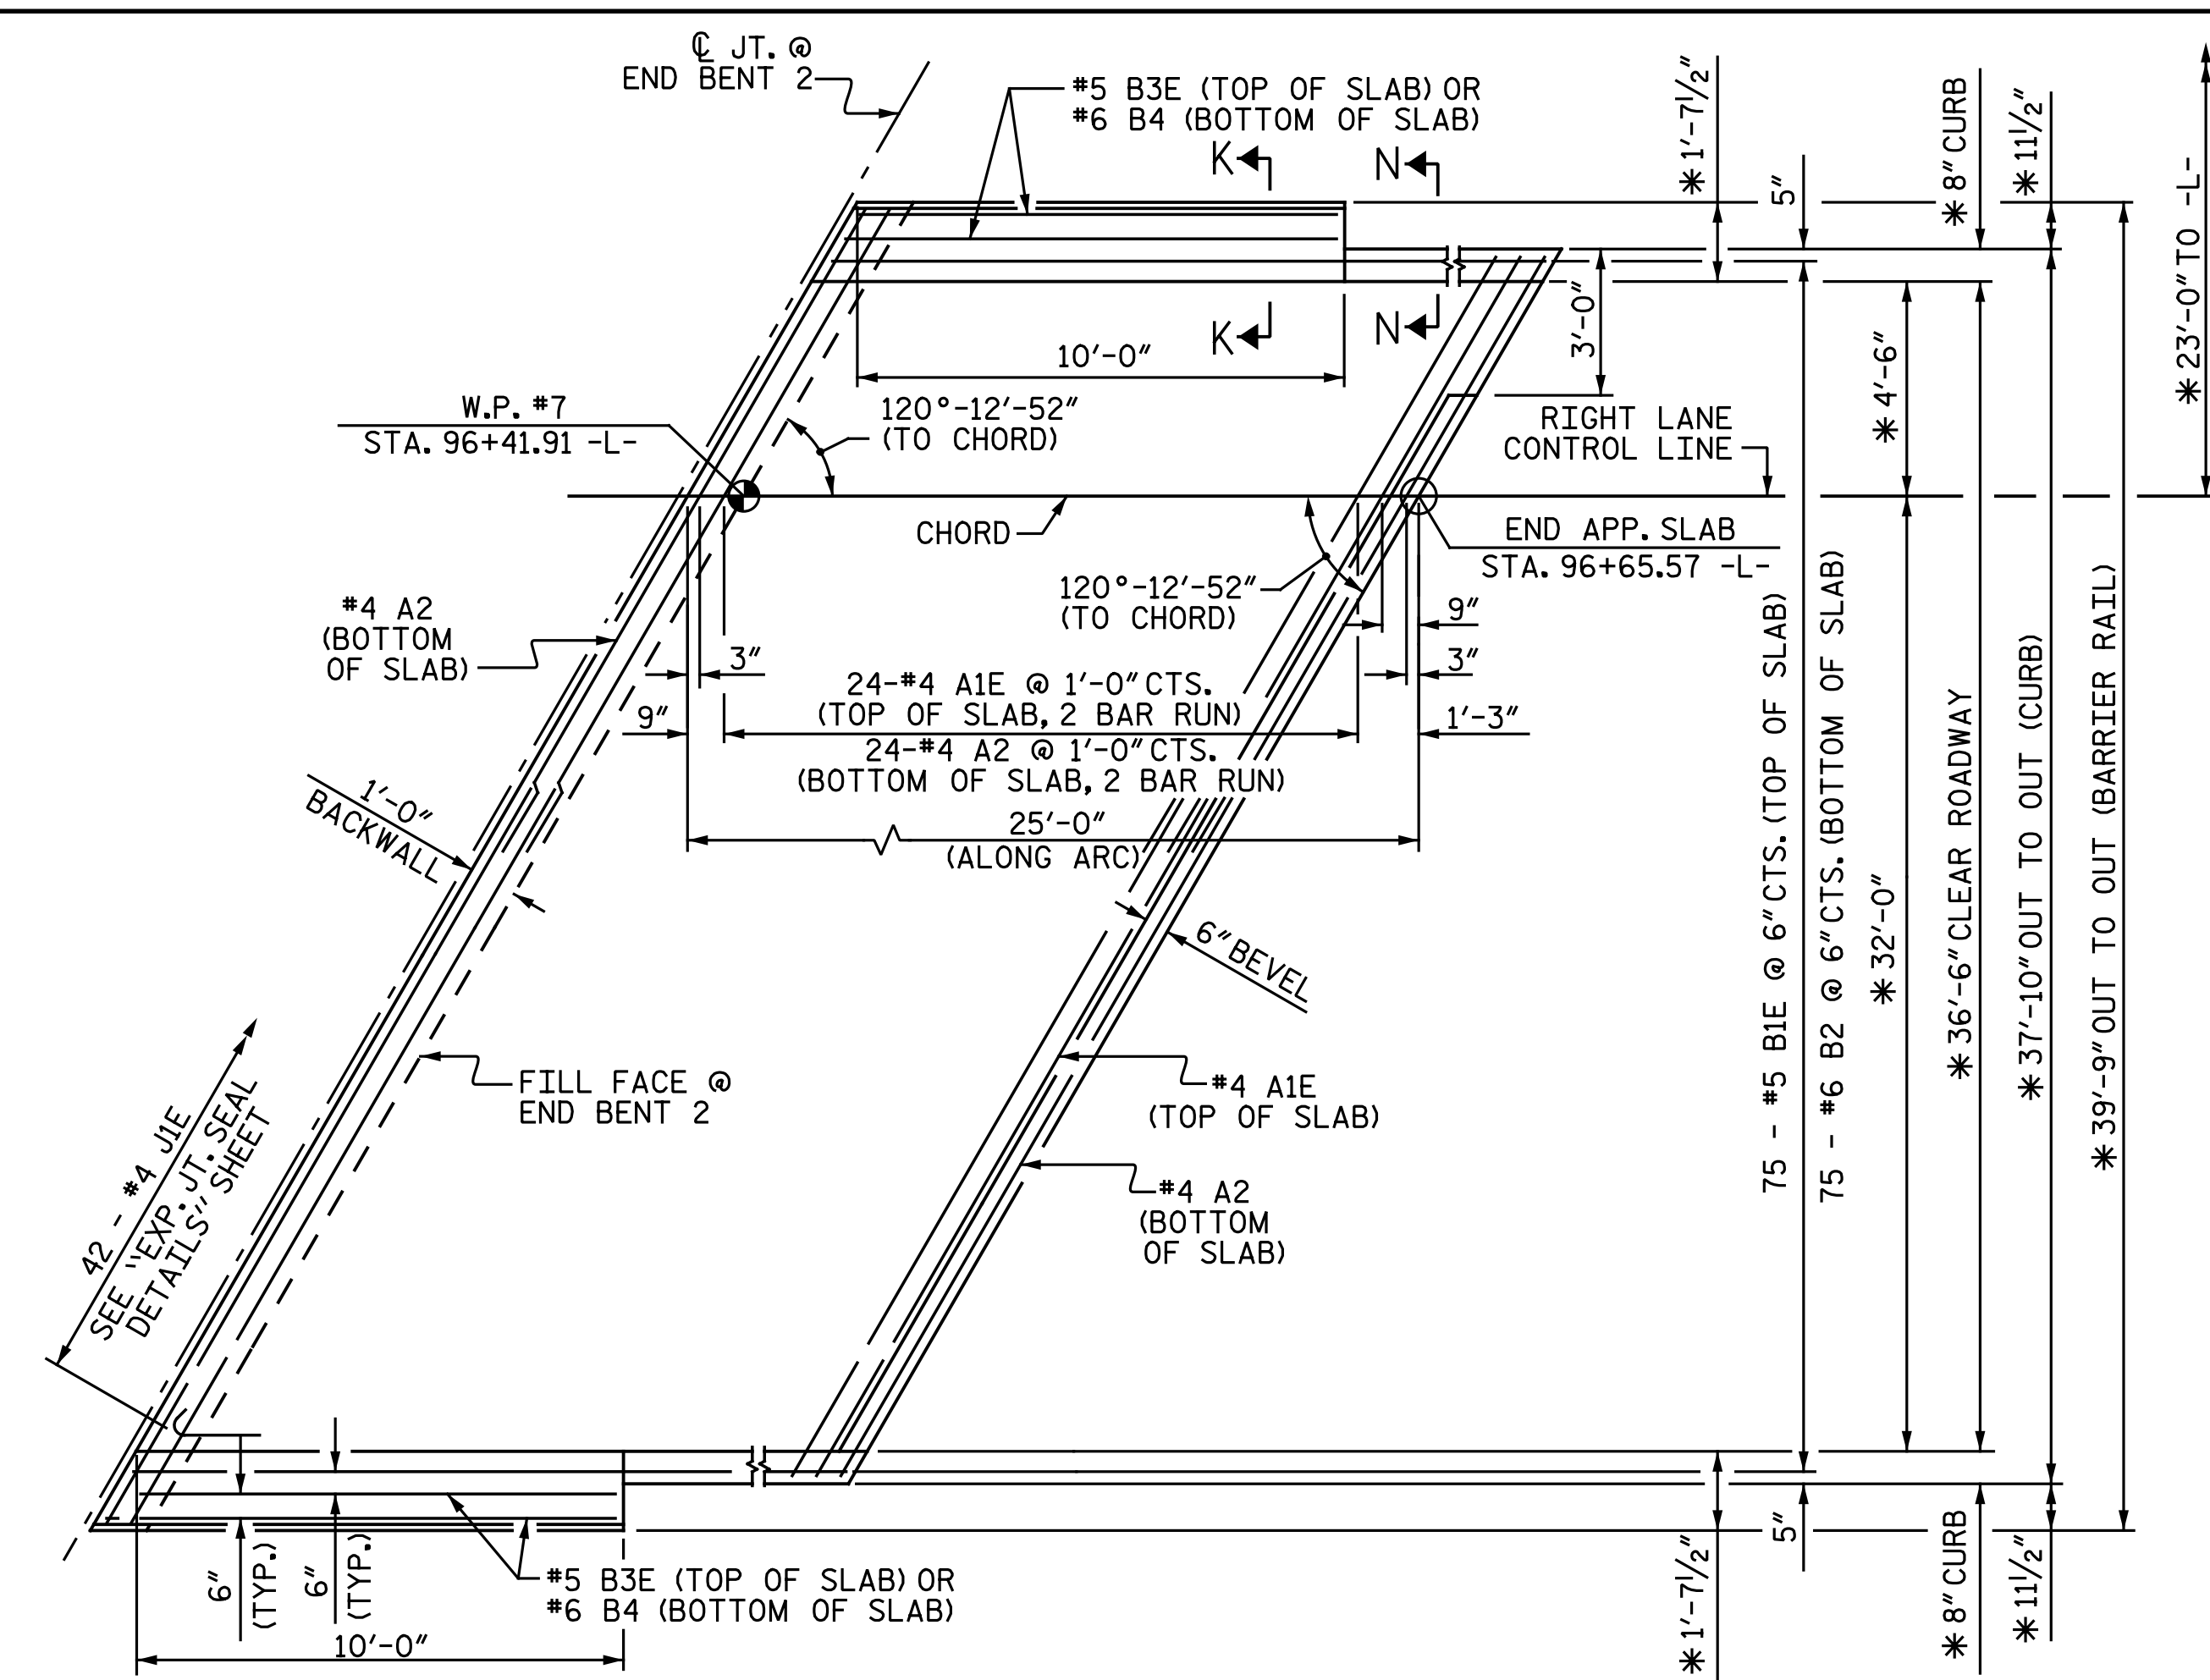 ℄ JT. @
END BENT 2
#5 B3E (TOP OF SLAB) OR
#6 B4 (BOTTOM OF SLAB)
K
N
✳ 1'-7½"
5"
✳ 8" CURB
✳ 11½"
✳ 23'-0" TO -L-
K
N
10'-0"
3'-0"
✳ 4'-6"
W.P. #7
STA. 96+41.91 -L-
120°-12'-52"
(TO CHORD)
RIGHT LANE
CONTROL LINE
CHORD
END APP. SLAB
STA. 96+65.57 -L-
120°-12'-52"
(TO CHORD)
#4 A2
(BOTTOM
OF SLAB)
9"
3"
3"
24-#4 A1E @ 1'-0" CTS.
(TOP OF SLAB, 2 BAR RUN)
9"
1'-3"
24-#4 A2 @ 1'-0" CTS.
(BOTTOM OF SLAB, 2 BAR RUN)
25'-0"
(ALONG ARC)
1'-0"
BACKWALL
6" BEVEL
75 - #5 B1E @ 6" CTS. (TOP OF SLAB)
75 - #6 B2 @ 6" CTS. (BOTTOM OF SLAB)
✳ 32'-0"
✳ 36'-6" CLEAR ROADWAY
✳ 37'-10" OUT TO OUT (CURB)
✳ 39'-9" OUT TO OUT (BARRIER RAIL)
FILL FACE @
END BENT 2
#4 A1E
(TOP OF SLAB)
#4 A2
(BOTTOM
OF SLAB)
42 - #4 J1E
SEE "EXP. JT. SEAL
DETAILS" SHEET
6"
(TYP.)
6"
(TYP.)
#5 B3E (TOP OF SLAB) OR
#6 B4 (BOTTOM OF SLAB)
10'-0"
✳ 1'-7½"
5"
✳ 8" CURB
✳ 11½"